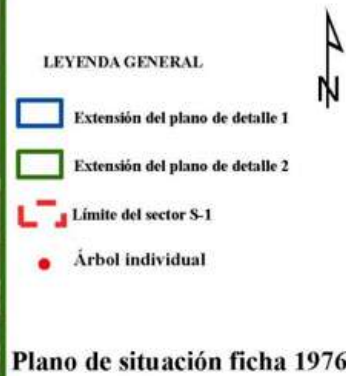 N
LEYENDA GENERAL
Extensión del plano de detalle 1
Extensión del plano de detalle 2
Límite del sector S-1
Árbol individual
Plano de situación ficha 1976